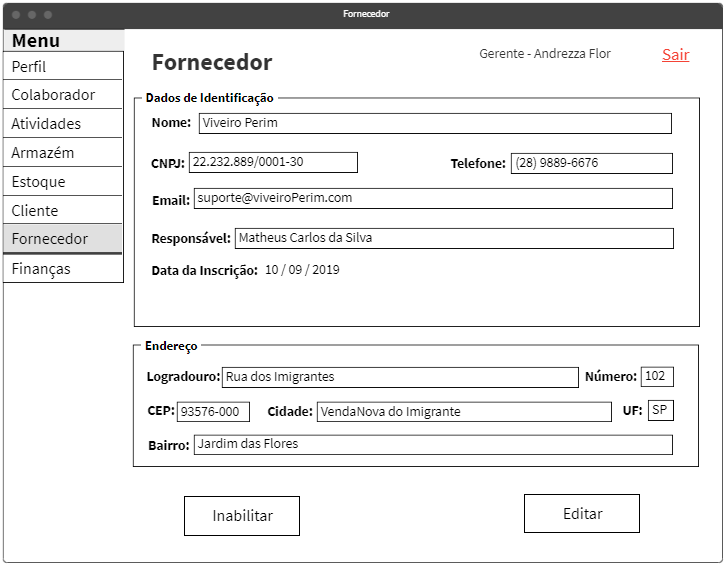 Fornecedor
Menu
Perfil
Colaborador
Atividades
Armazém
Estoque
Cliente
Fornecedor
Finanças
Fornecedor
Gerente - Andrezza Flor
Sair
Dados de Identificação
Nome: Viveiro Perim
CNPJ: 22.232.889/0001-30 Telefone: (28) 9889-6676
Email: suporte@viveiroPerim.com
Responsável: Matheus Carlos da Silva
Data da Inscrição: 10 / 09 / 2019
Endereço
Logradouro: Rua dos Imigrantes Número: 102
CEP: 93576-000 Cidade: VendaNova do Imigrante UF: SP
Bairro: Jardim das Flores
Inabilitar Editar